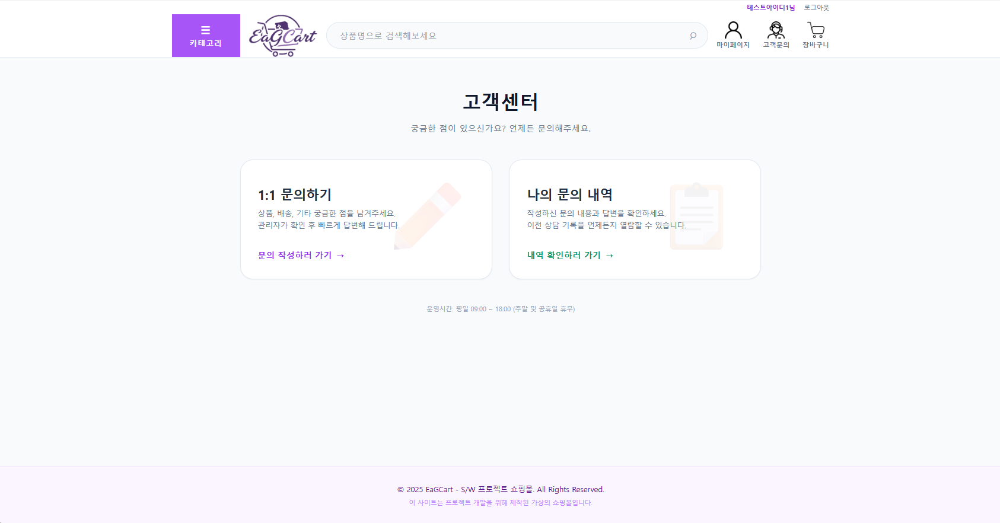 테스트아이디1님 로그아웃
카테고리
EaGCart
상품명으로 검색해보세요
마이페이지 고객문의 장바구니
고객센터
궁금한 점이 있으신가요? 언제든 문의해주세요.
1:1 문의하기
상품, 배송, 기타 궁금한 점을 남겨주세요.
관리자가 확인 후 빠르게 답변해 드립니다.
문의 작성하러 가기 →
나의 문의 내역
작성하신 문의 내용과 답변을 확인하세요.
이전 상담 기록을 언제든지 열람할 수 있습니다.
내역 확인하러 가기 →
운영시간: 평일 09:00 ~ 18:00 (주말 및 공휴일 휴무)
© 2025 EaGCart - S/W 프로젝트 쇼핑몰. All Rights Reserved.
이 사이트는 프로젝트 개발을 위해 제작된 가상의 쇼핑몰입니다.